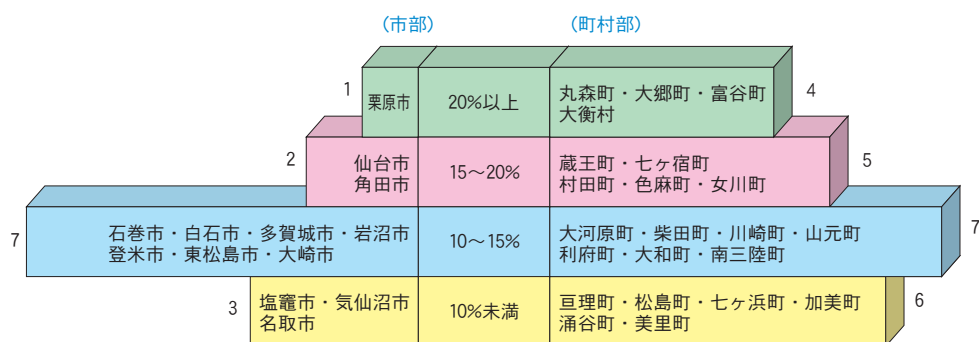 (市部)
(町村部)
1
栗原市
20%以上
丸森町・大郷町・富谷町
大衡村
4
2
仙台市
角田市
15〜20%
蔵王町・七ヶ宿町
村田町・色麻町・女川町
5
7
石巻市・白石市・多賀城市・岩沼市
登米市・東松島市・大崎市
10〜15%
大河原町・柴田町・川崎町・山元町
利府町・大和町・南三陸町
7
3
塩竈市・気仙沼市
名取市
10%未満
亘理町・松島町・七ヶ浜町・加美町
涌谷町・美里町
6